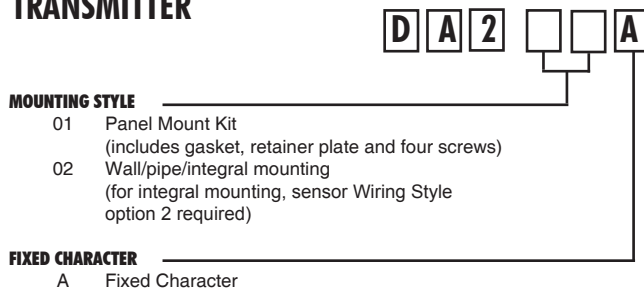 TRANSMITTER
D A 2 A
MOUNTING STYLE
01 Panel Mount Kit
(includes gasket, retainer plate and four screws)
02 Wall/pipe/integral mounting
(for integral mounting, sensor Wiring Style
option 2 required)
FIXED CHARACTER
A Fixed Character